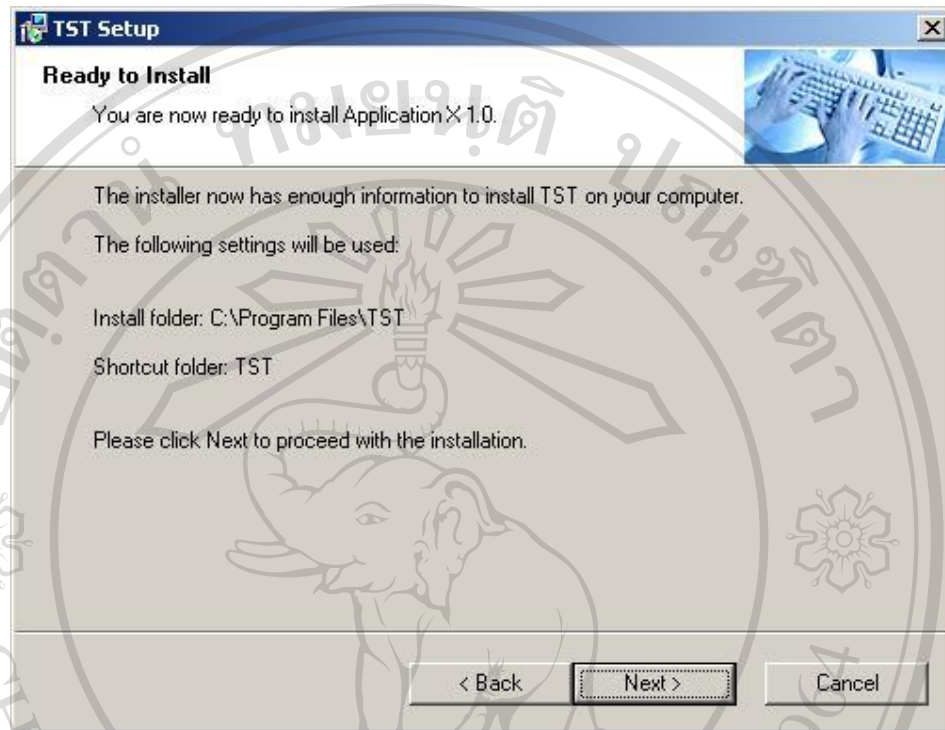 TST Setup
Ready to Install
You are now ready to install Application X 1.0.
The installer now has enough information to install TST on your computer.
The following settings will be used:
Install folder: C:\Program Files\TST
Shortcut folder: TST
Please click Next to proceed with the installation.
< Back Next > Cancel